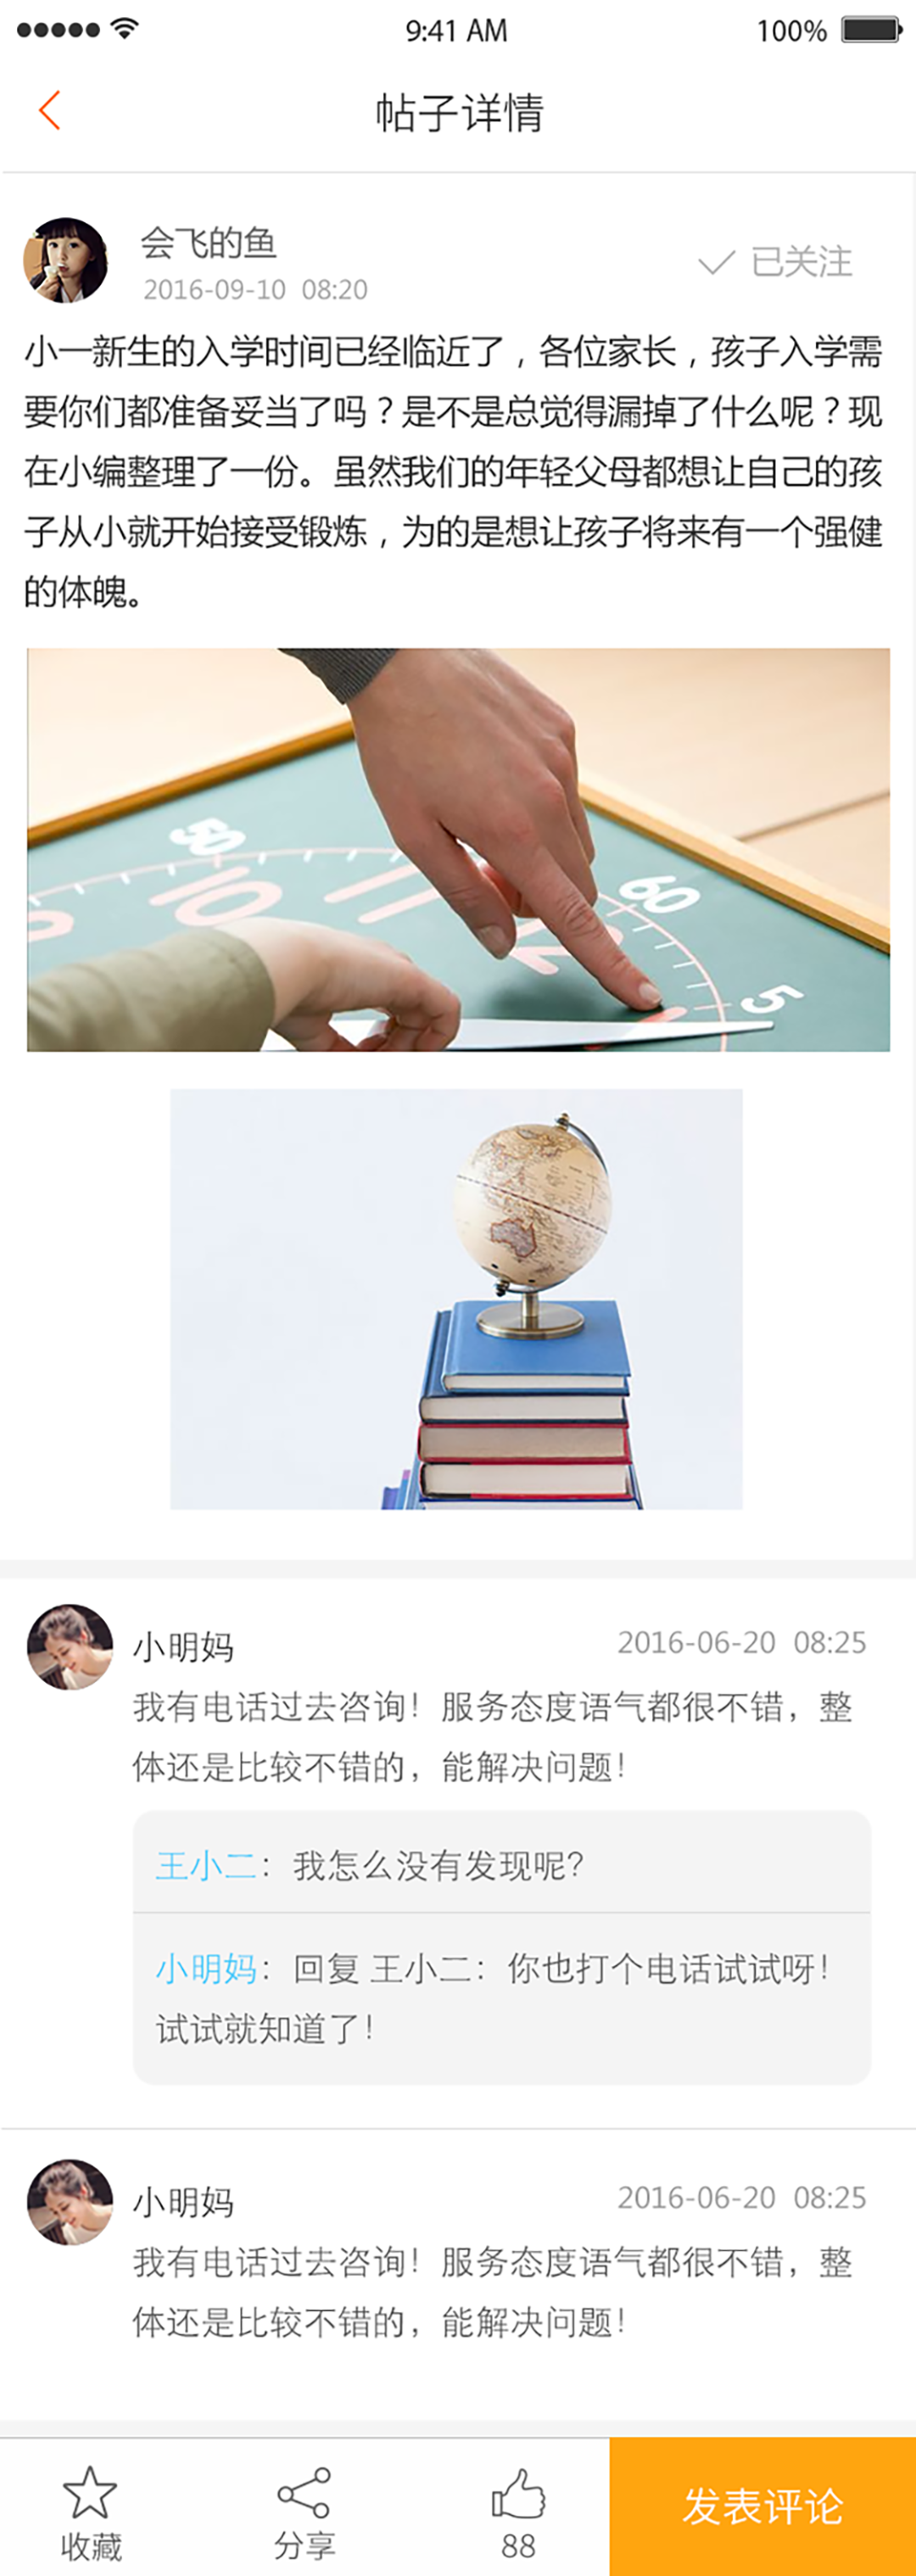 9:41 AM
100%
帖子详情
会飞的鱼
2016-09-10 08:20
已关注
小一新生的入学时间已经临近了，各位家长，孩子入学需
要你们都准备妥当了吗？是不是总觉得漏掉了什么呢？现
在小编整理了一份。虽然我们的年轻父母都想让自己的孩
子从小就开始接受锻炼，为的是想让孩子将来有一个强健
的体魄。
50
60
10
11
12
5
小明妈
2016-06-20 08:25
我有电话过去咨询！服务态度语气都很不错，整
体还是比较不错的，能解决问题！
王小二：我怎么没有发现呢？
小明妈：回复 王小二：你也打个电话试试呀！
试试就知道了！
小明妈
2016-06-20 08:25
我有电话过去咨询！服务态度语气都很不错，整
体还是比较不错的，能解决问题！
收藏
分享
88
发表评论